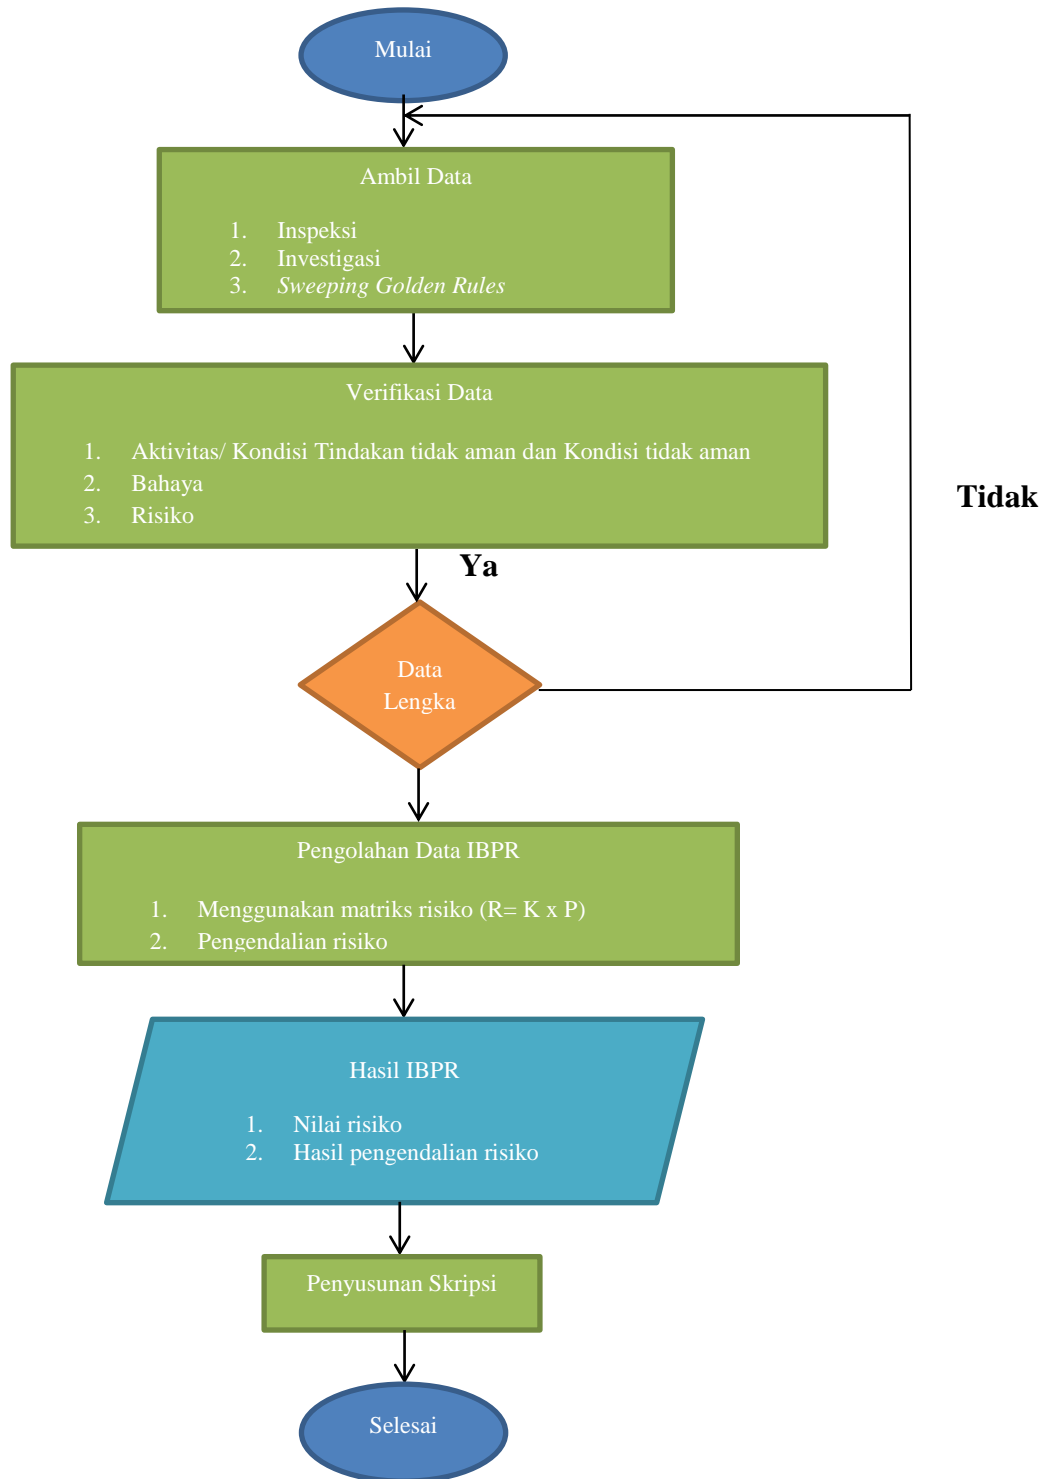 Mulai
Ambil Data
1. Inspeksi
2. Investigasi
3. Sweeping Golden Rules
Verifikasi Data
1. Aktivitas/ Kondisi Tindakan tidak aman dan Kondisi tidak aman
2. Bahaya
3. Risiko
Tidak
Ya
Data
Lengka
Pengolahan Data IBPR
1. Menggunakan matriks risiko (R= K x P)
2. Pengendalian risiko
Hasil IBPR
1. Nilai risiko
2. Hasil pengendalian risiko
Penyusunan Skripsi
Selesai